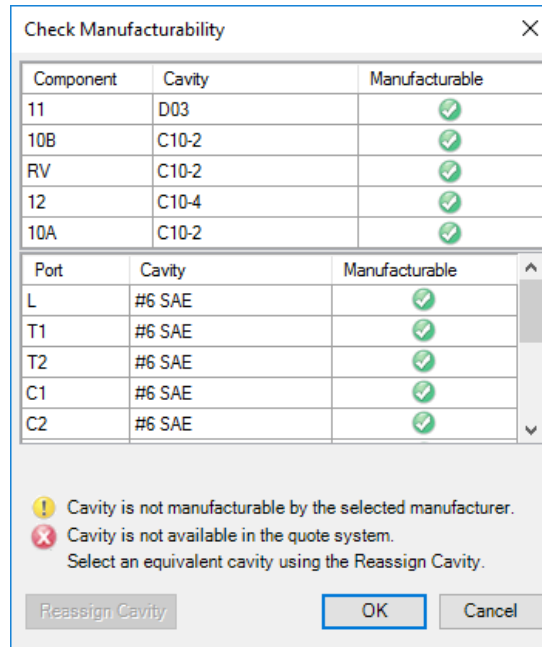 Check Manufacturability
Component Cavity Manufacturable
11 D03
10B C10-2
RV C10-2
12 C10-4
10A C10-2
Port Cavity Manufacturable
L #6 SAE
T1 #6 SAE
T2 #6 SAE
C1 #6 SAE
C2 #6 SAE
Cavity is not manufacturable by the selected manufacturer.
Cavity is not available in the quote system.
Select an equivalent cavity using the Reassign Cavity.
Reassign Cavity OK Cancel